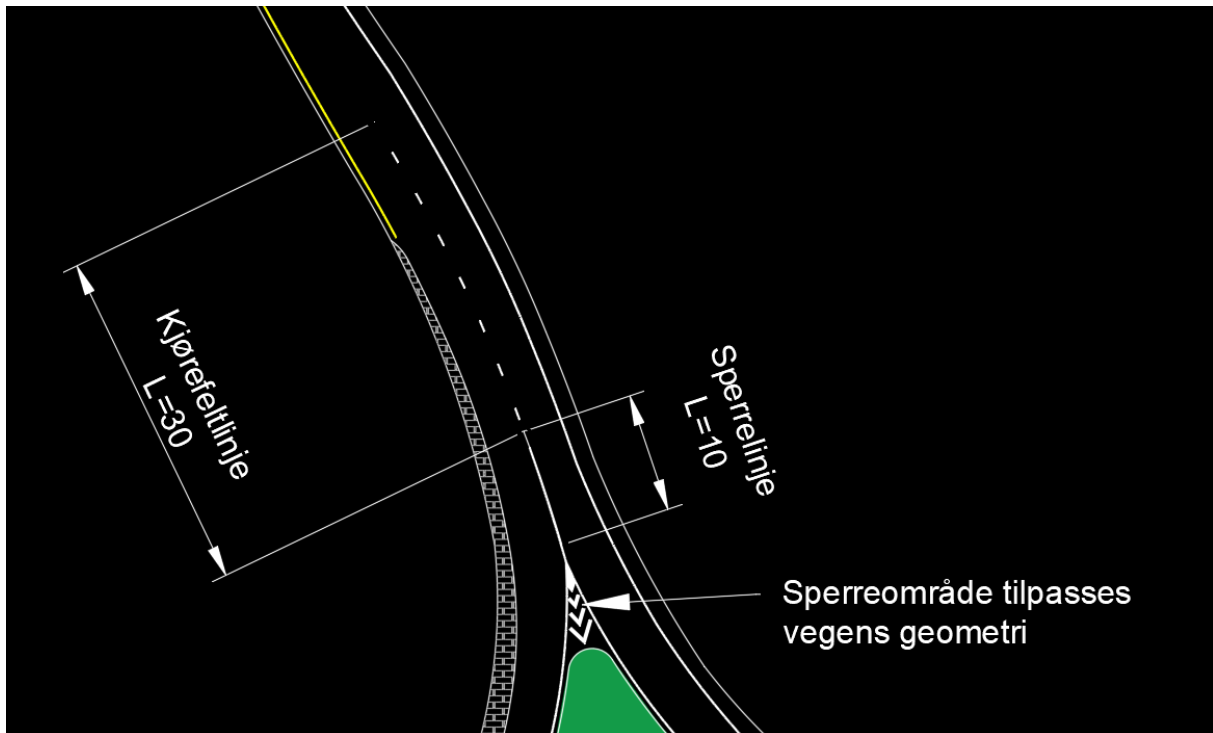 Kjørefeltlinje
L=30
Sperrelinje
L=10
Sperreområde tilpasses
vegens geometri